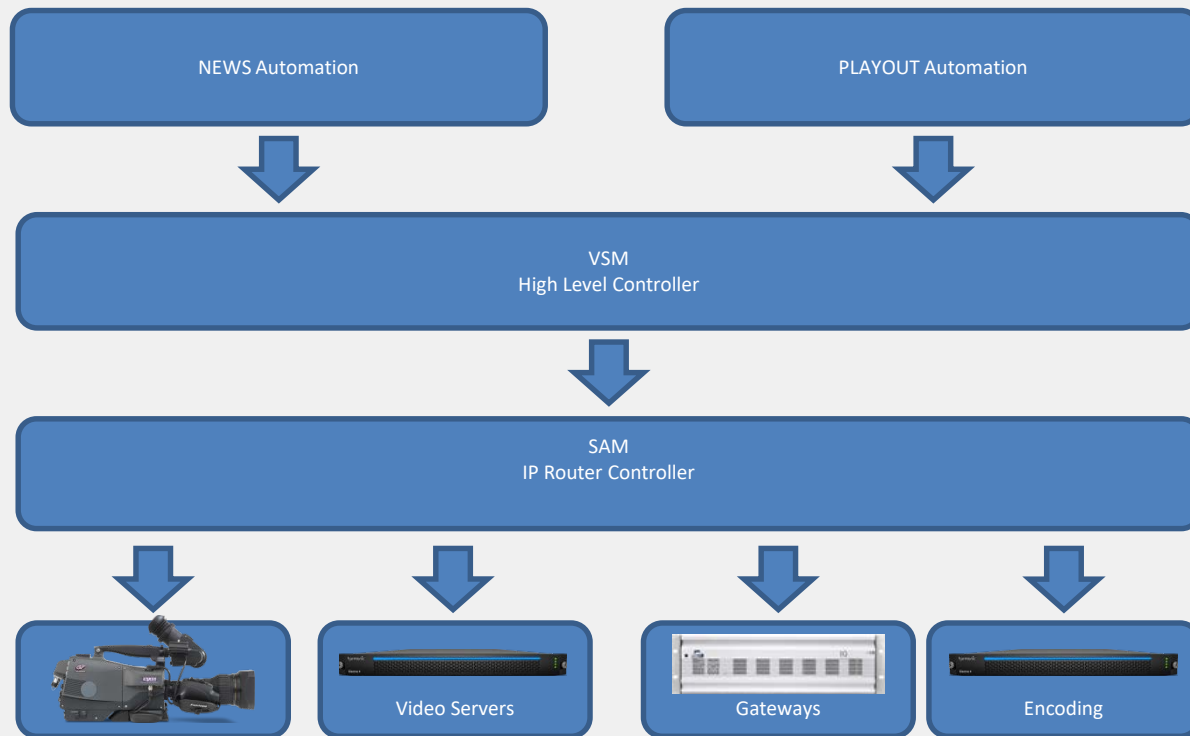 NEWS Automation
PLAYOUT Automation
VSM
High Level Controller
SAM
IP Router Controller
Video Servers
Gateways
Encoding